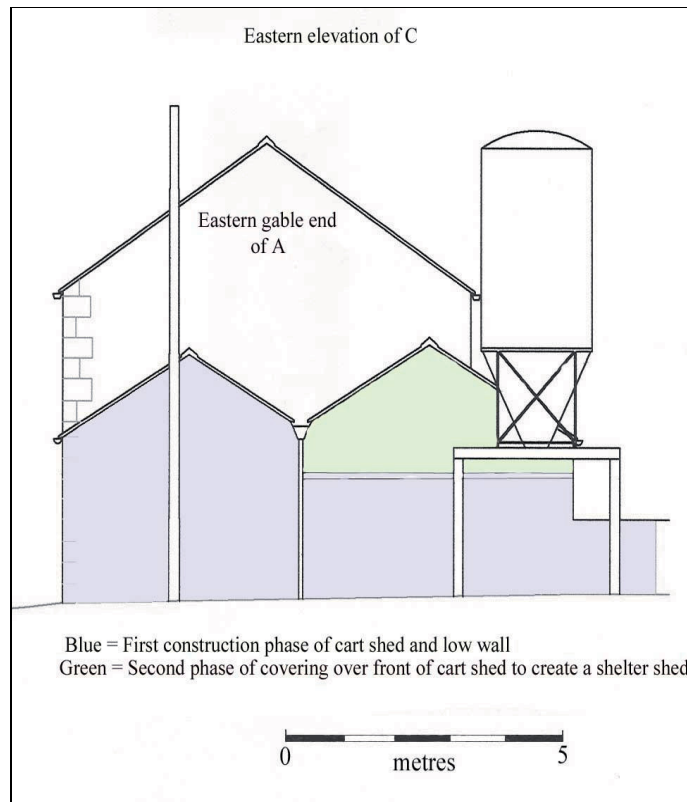 Eastern elevation of C
Eastern gable end
of A
Blue = First construction phase of cart shed and low wall
Green = Second phase of covering over front of cart shed to create a shelter shed
0
metres
5